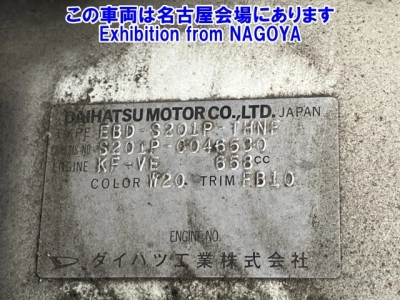 この車両は名古屋会場にあります
Exhibition from NAGOYA
DAIHATSU MOTOR CO.,LTD. JAPAN
TYPE EBD-S201P-THNF
CHASSIS NO. S201P-0046530
ENGINE KF-VE 658CC
COLOR W20 TRIM FB10
ENGINE NO.
ダイハツ工業株式会社